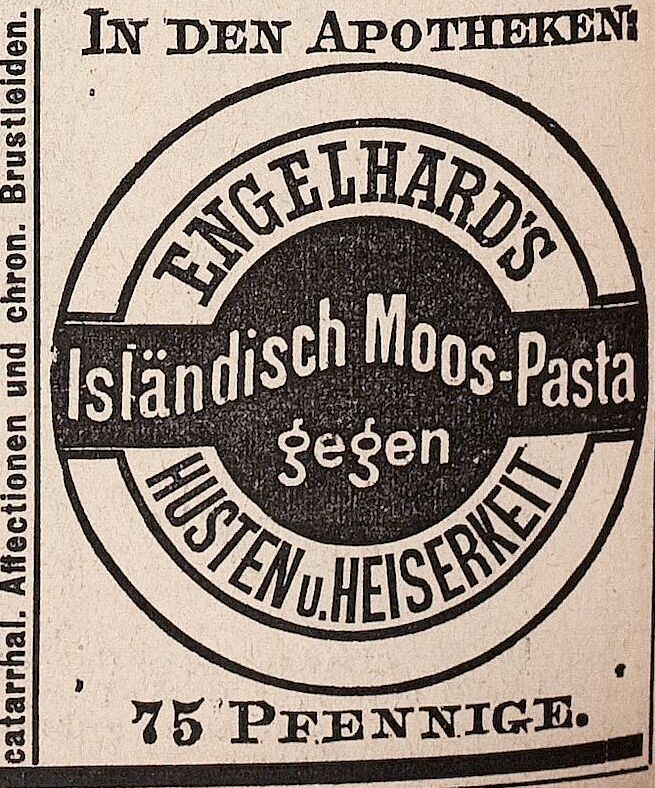 IN DEN APOTHEKEN:
ENGELHARD'S
Isländisch Moos-Pasta
gegen
HUSTEN u. HEISERKEIT
75 PFENNIGE.
catarrhal. Affectionen und chron. Brustleiden.